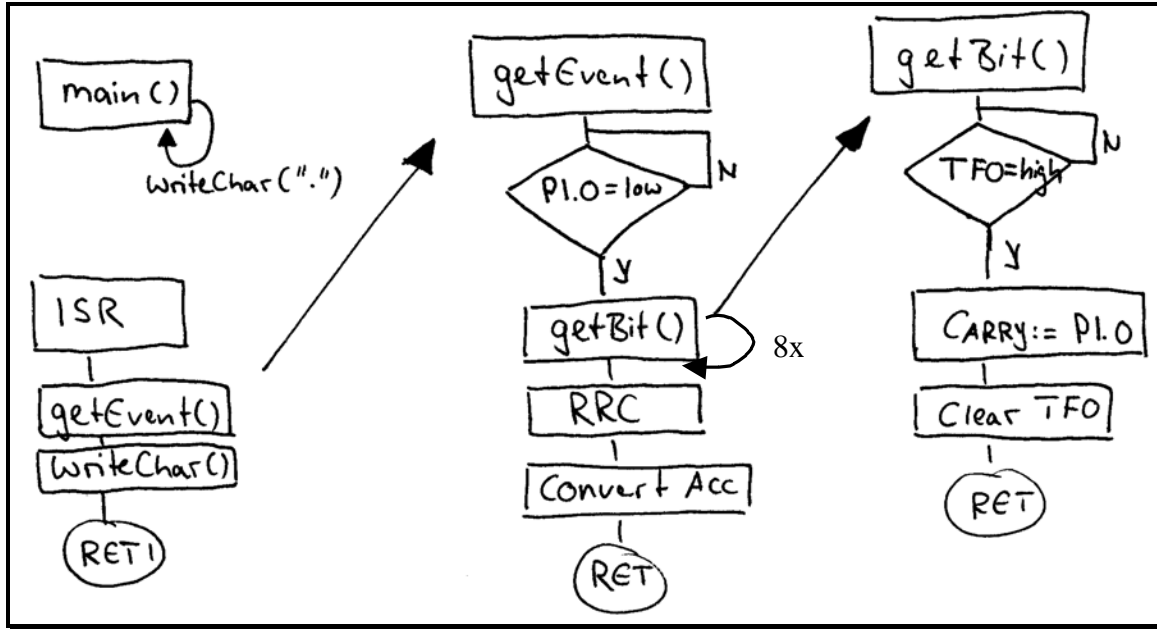 main()
writeChar(".")
ISR
getEvent()
writeChar()
RETI
getEvent()
P1.0=low
N
y
getBit()
8x
RRC
Convert Acc
RET
getBit()
TF0=high
N
y
CARRY:= P1.0
Clear TF0
RET